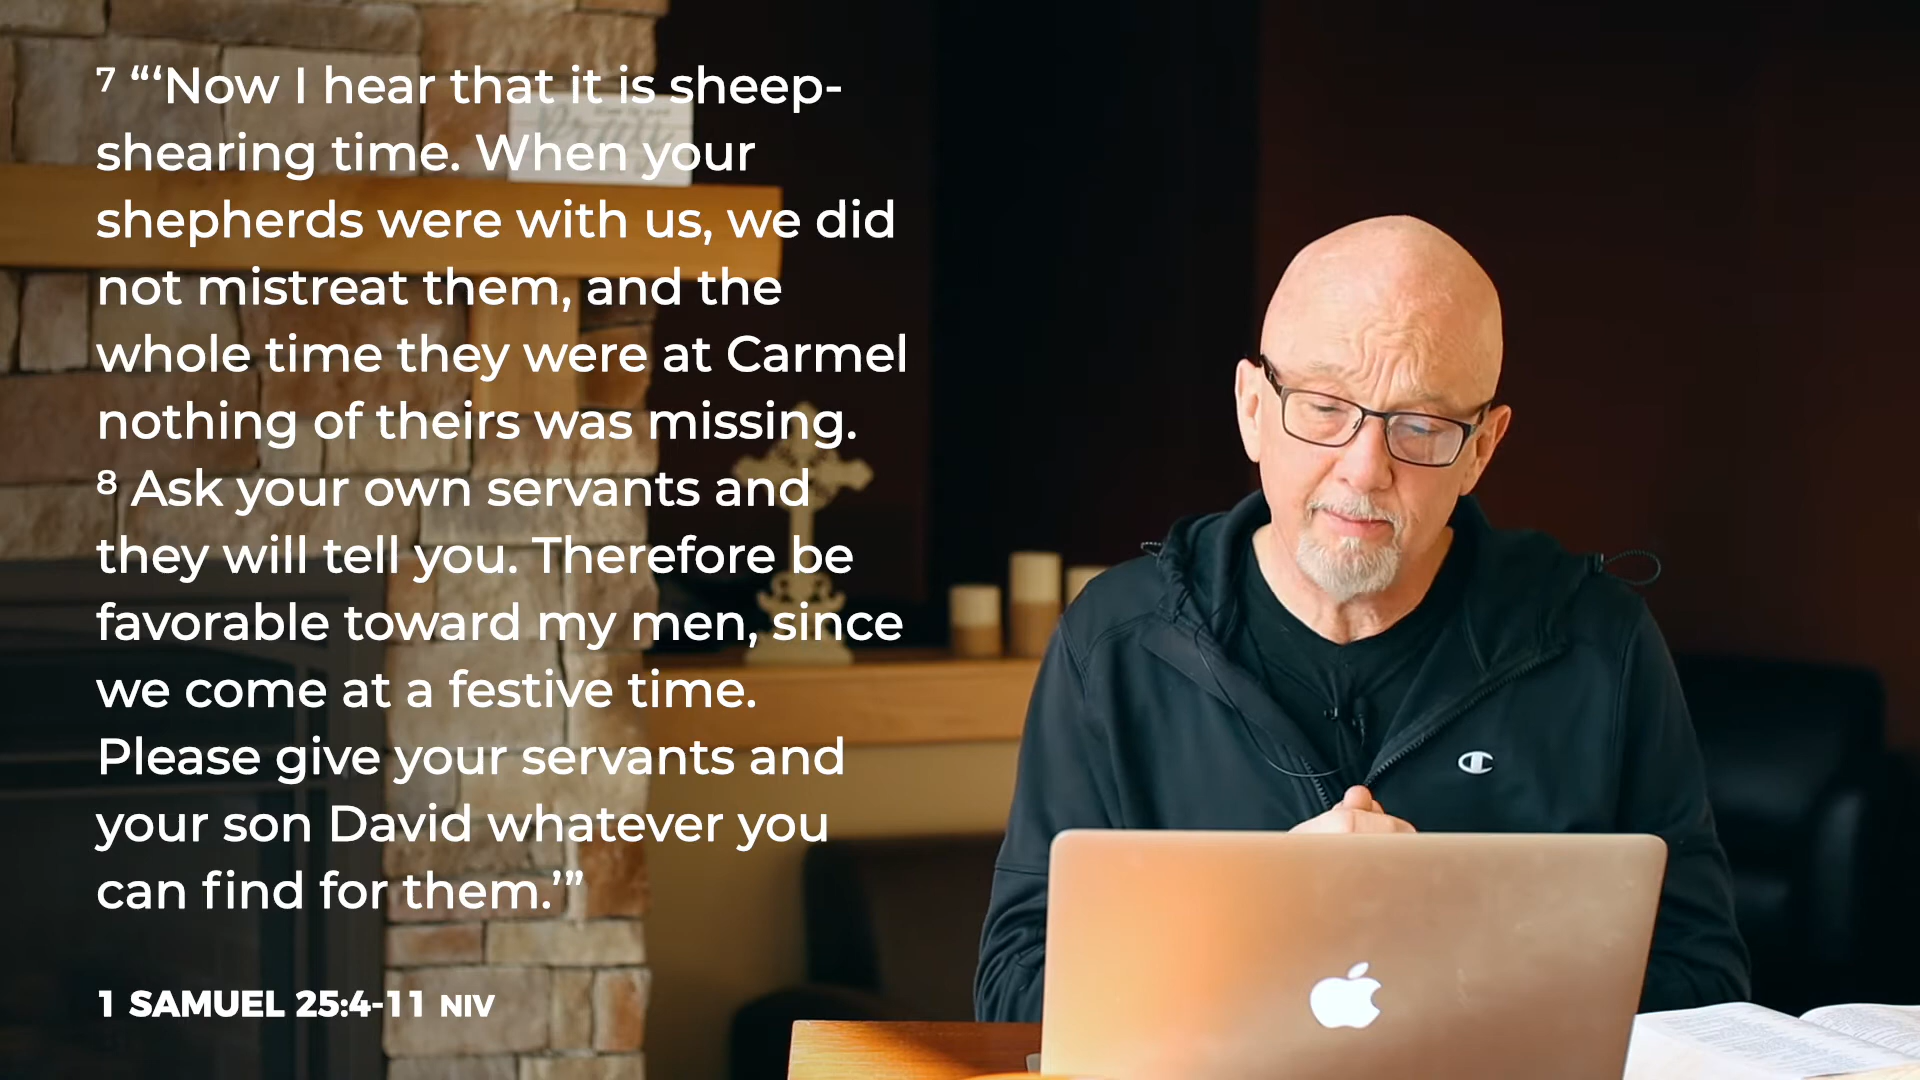 7 “‘Now I hear that it is sheep-
shearing time. When your
shepherds were with us, we did
not mistreat them, and the
whole time they were at Carmel
nothing of theirs was missing.
8 Ask your own servants and
they will tell you. Therefore be
favorable toward my men, since
we come at a festive time.
Please give your servants and
your son David whatever you
can find for them.’”
1 SAMUEL 25:4-11 NIV